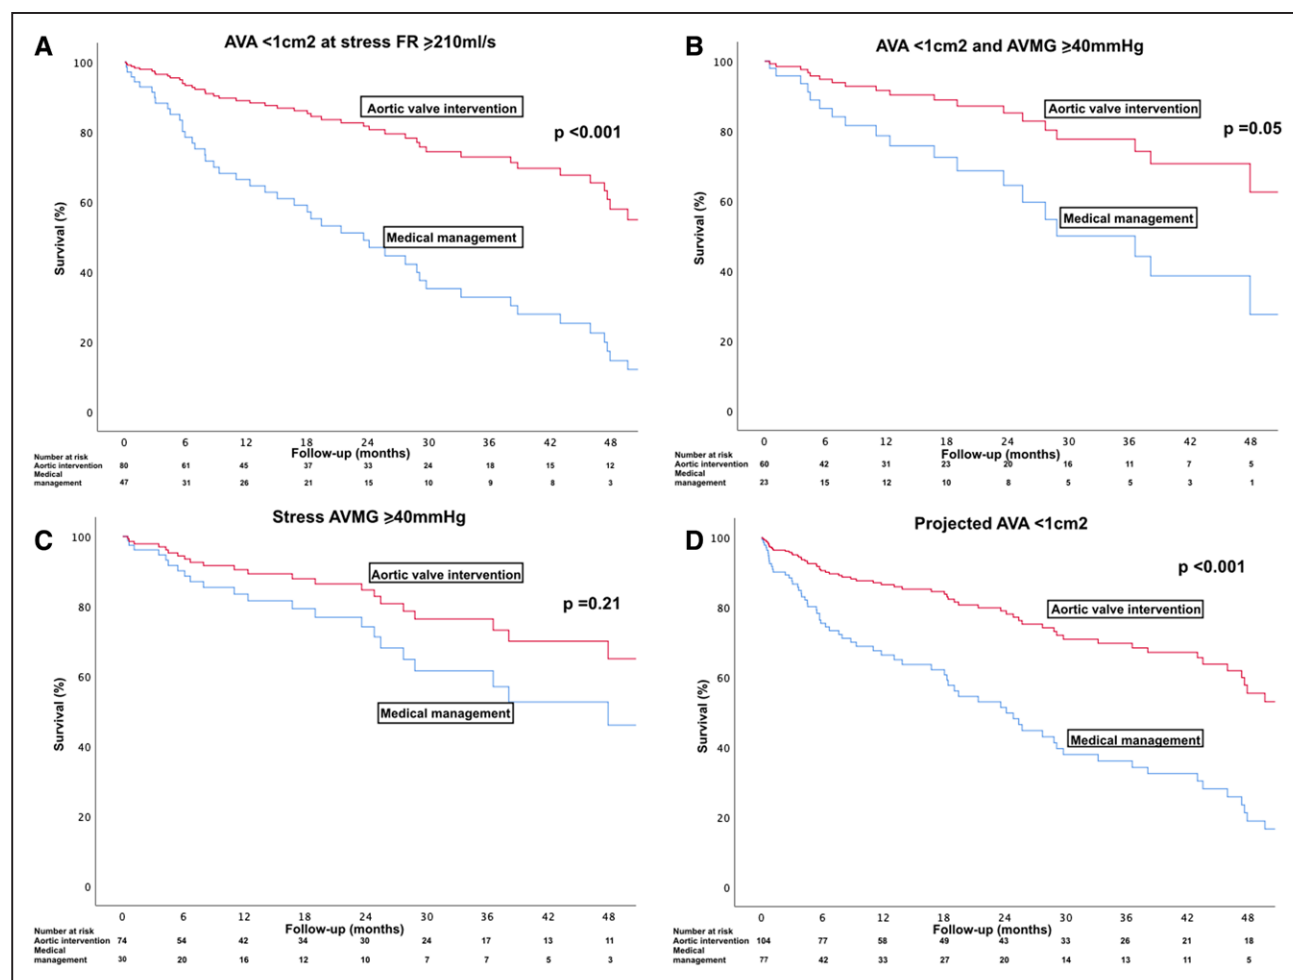 A
AVA <1cm2 at stress FR ⩾210ml/s
100
80
60
40
20
0
Survival (%)
Aortic valve intervention
p <0.001
Medical management
0 6 12 18 24 30 36 42 48
Follow-up (months)
Number at risk
Aortic intervention 80 61 45 37 33 24 18 15 12
Medical
management 47 31 26 21 15 10 9 8 3
B
AVA <1cm2 and AVMG ⩾40mmHg
100
80
60
40
20
0
Survival (%)
Aortic valve intervention
p =0.05
Medical management
0 6 12 18 24 30 36 42 48
Follow-up (months)
Number at risk
Aortic intervention 60 42 31 23 20 16 11 7 5
Medical
management 23 15 12 10 8 5 5 3 1
C
Stress AVMG ⩾40mmHg
100
80
60
40
20
0
Survival (%)
Aortic valve intervention
p =0.21
Medical management
0 6 12 18 24 30 36 42 48
Follow-up (months)
Number at risk
Aortic intervention 74 54 42 34 30 24 17 13 11
Medical
management 30 20 16 12 10 7 7 5 3
D
Projected AVA <1cm2
100
80
60
40
20
0
Survival (%)
p <0.001
Aortic valve intervention
Medical management
0 6 12 18 24 30 36 42 48
Follow-up (months)
Number at risk
Aortic intervention 104 77 58 49 43 33 26 21 18
Medical
management 77 42 33 27 20 14 13 11 5